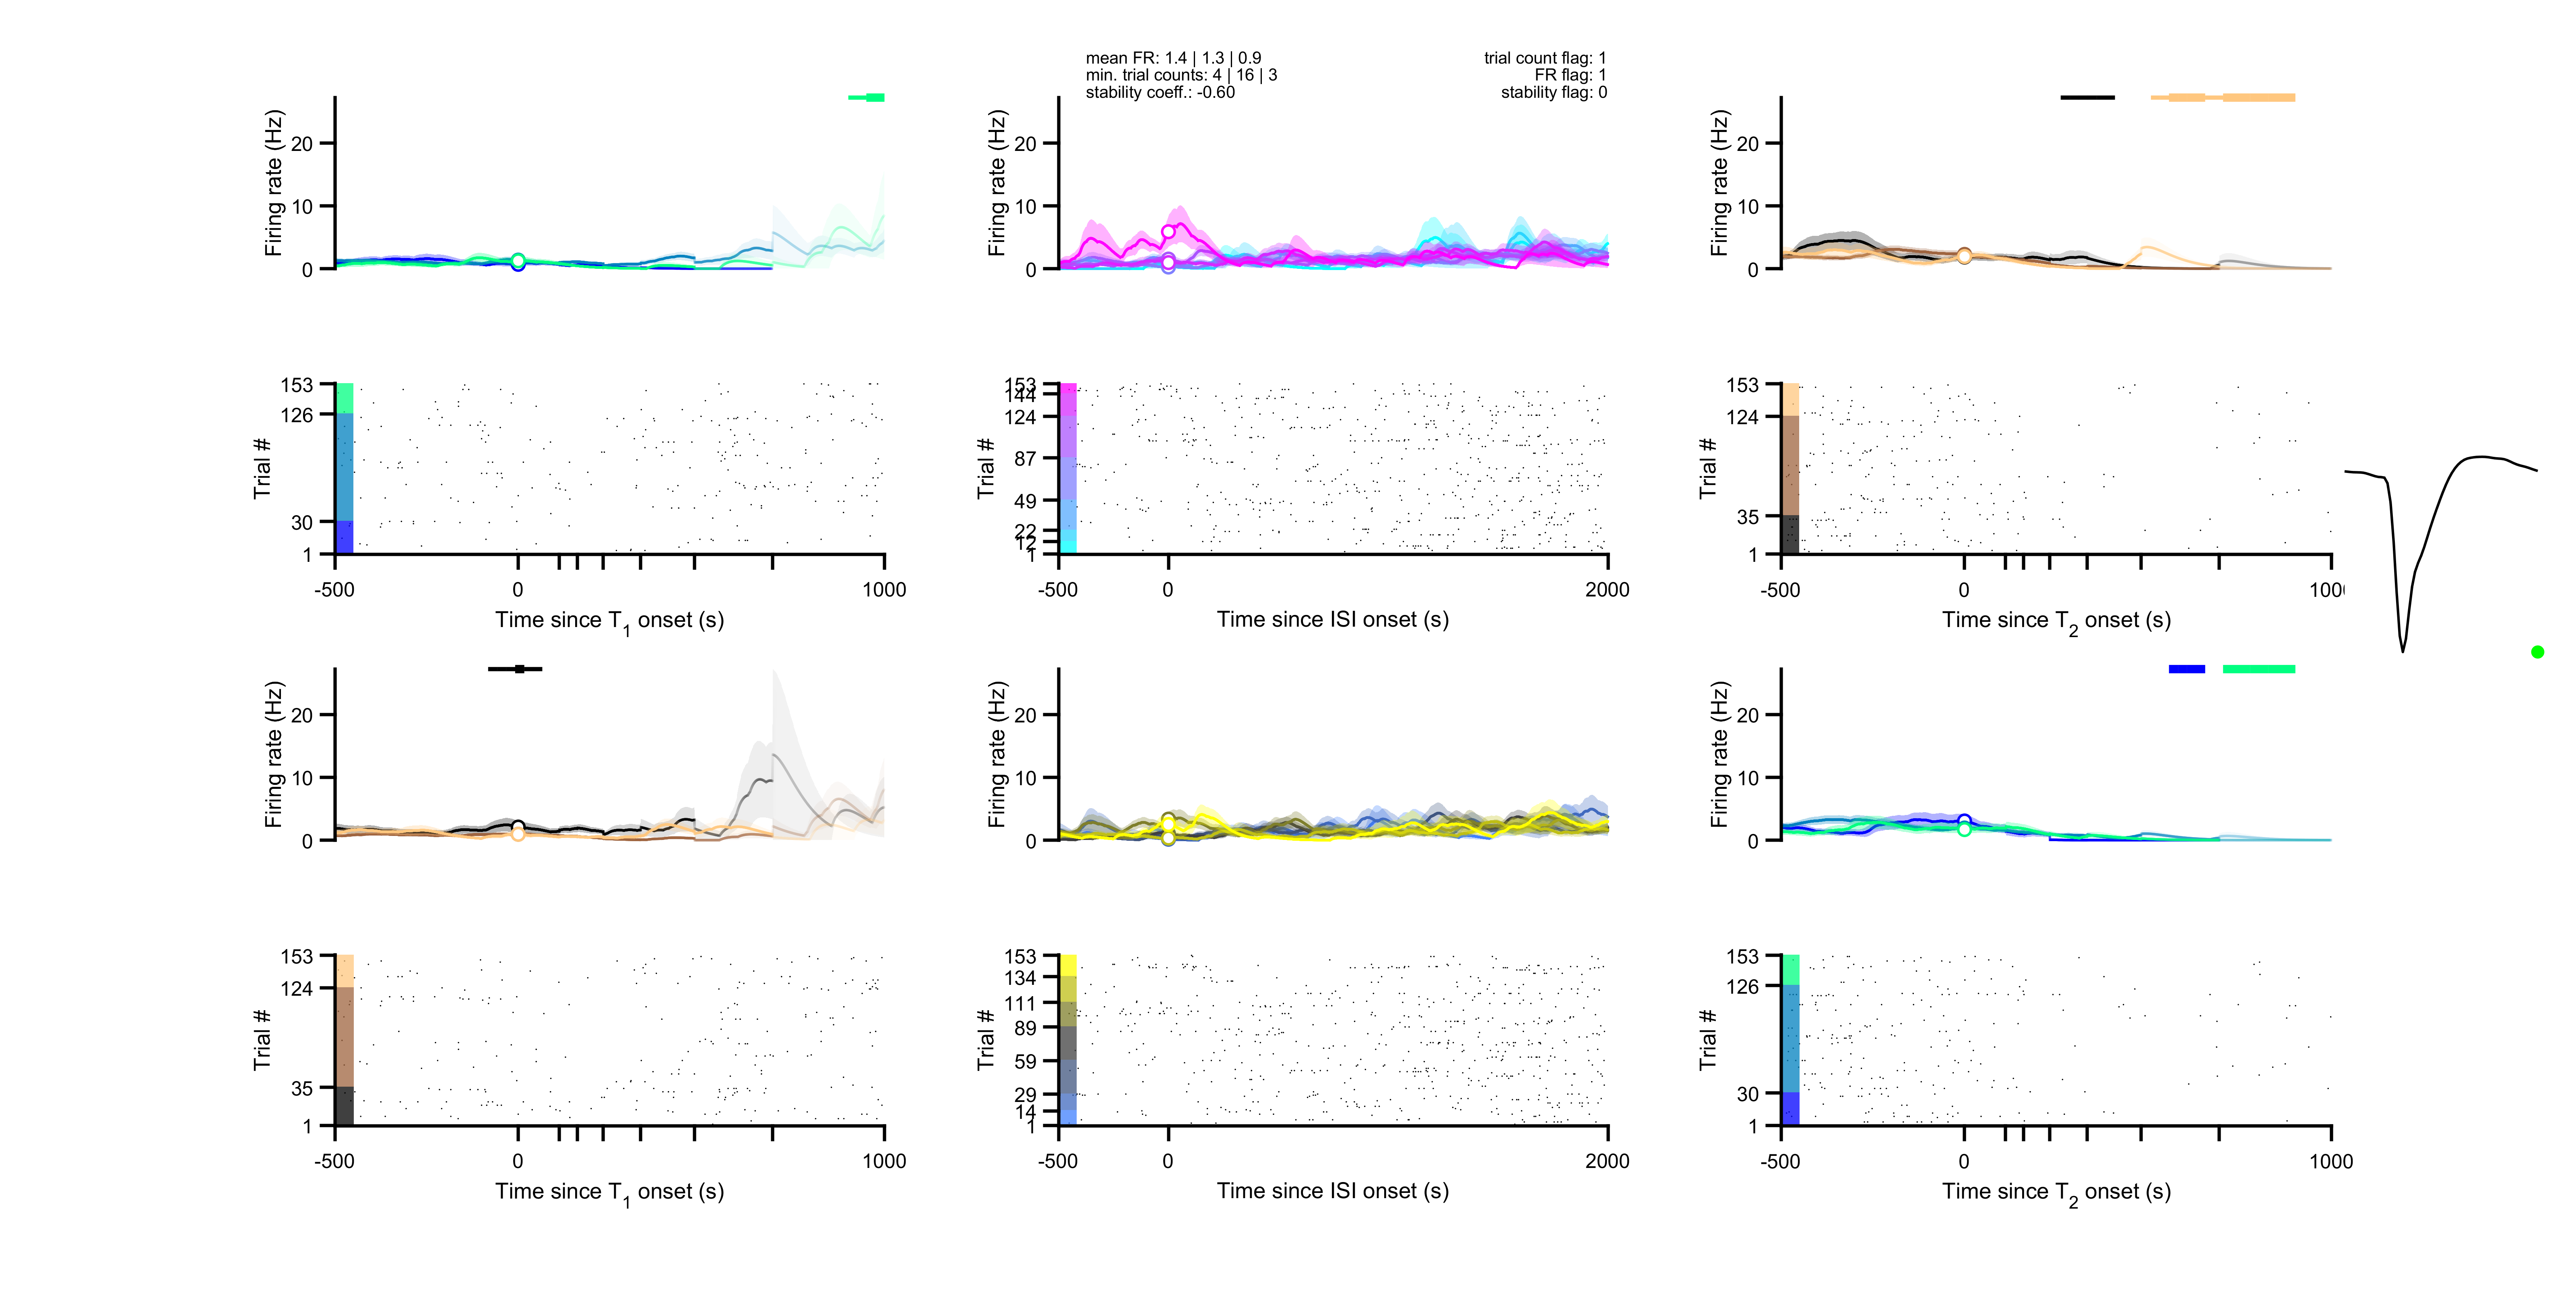 mean FR: 1.4 | 1.3 | 0.9
min. trial counts: 4 | 16 | 3
stability coeff.: -0.60
trial count flag: 1
FR flag: 1
stability flag: 0
Firing rate (Hz)
20
10
0
Firing rate (Hz)
20
10
0
Firing rate (Hz)
20
10
0
Trial #
153
126
30
1
-500
0
1000
Time since T1 onset (s)
Trial #
153
144
124
87
49
22
12
1
-500
0
2000
Time since ISI onset (s)
Trial #
153
124
35
1
-500
0
Time since T2 onset (s)
Firing rate (Hz)
20
10
0
Firing rate (Hz)
20
10
0
Firing rate (Hz)
20
10
0
Trial #
153
124
35
1
-500
0
1000
Time since T1 onset (s)
Trial #
153
134
111
89
59
29
14
1
-500
0
2000
Time since ISI onset (s)
Trial #
153
126
30
1
-500
0
1000
Time since T2 onset (s)